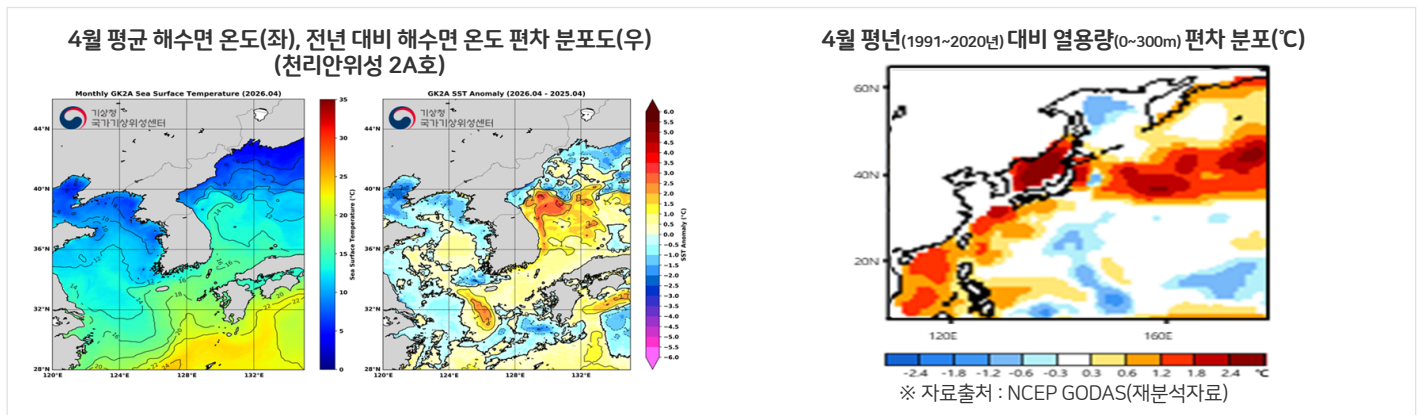 4월 평균 해수면 온도(좌), 전년 대비 해수면 온도 편차 분포도(우)
(천리안위성 2A호)
Monthly GK2A Sea Surface Temperature (2026.04)
기상청
국가기상위성센터
44°N
40°N
36°N
32°N
28°N
120°E
124°E
128°E
132°E
35
30
25
20
15
10
5
0
Sea Surface Temperature (°C)
GK2A SST Anomaly (2026.04 - 2025.04)
기상청
국가기상위성센터
44°N
40°N
36°N
32°N
28°N
120°E
124°E
128°E
132°E
6.0
5.5
5.0
4.5
4.0
3.5
3.0
2.5
2.0
1.5
1.0
0.5
0.0
-0.5
-1.0
-1.5
-2.0
-2.5
-3.0
-3.5
-4.0
-4.5
-5.0
-5.5
-6.0
SST Anomaly (°C)
4월 평년(1991~2020년) 대비 열용량(0~300m) 편차 분포(℃)
60N
40N
20N
120E
160E
-2.4 -1.8 -1.2 -0.6 -0.3 0.3 0.6 1.2 1.8 2.4 ℃
※ 자료출처 : NCEP GODAS(재분석자료)